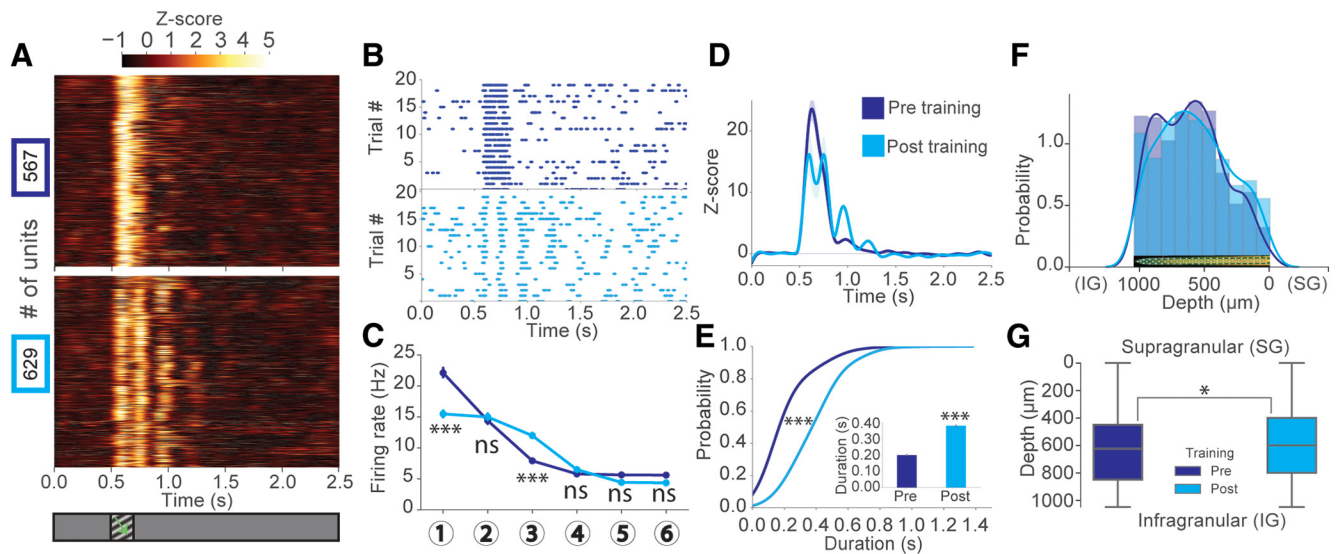 A
Z-score
−1 0 1 2 3 4 5
567
629
# of units
0.0 0.5 1.0 1.5 2.0 2.5
Time (s)
B
20
15
10
5
Trial #
20
15
10
5
0
Trial #
0.0 0.5 1.0 1.5 2.0 2.5
Time (s)
C
Firing rate (Hz)
25
20
15
10
5
0
***
ns
***
ns
ns
ns
1 2 3 4 5 6
D
Z-score
20
10
0
Pre training
Post training
0.0 0.5 1.0 1.5 2.0 2.5
Time (s)
E
Probability
1.0
0.8
0.6
0.4
0.2
0.0
***
Duration (s)
0.40
0.30
0.20
0.10
0.00
***
Pre Post
0.0 0.2 0.4 0.6 0.8 1.0 1.2 1.4
Duration (s)
F
Probability
1.0
0.5
0.0
(IG) 1000 500 0 (SG)
Depth (μm)
G
Supragranular (SG)
Depth (μm)
0
200
400
600
800
1000
*
Training
Pre
Post
Infragranular (IG)